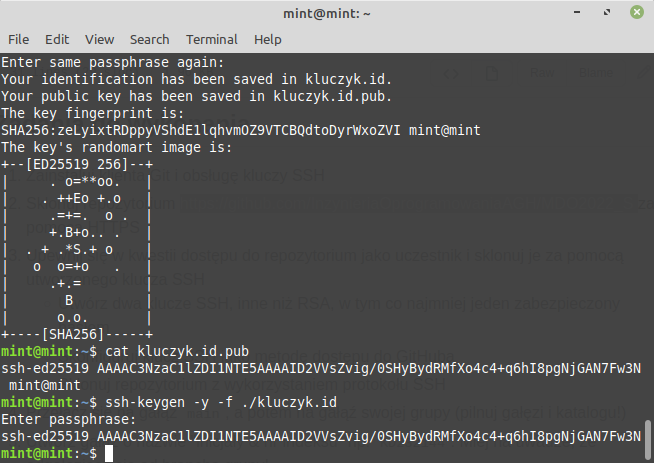 mint@mint: ~
File Edit View Search Terminal Help
Enter same passphrase again:
Your identification has been saved in kluczyk.id.
Your public key has been saved in kluczyk.id.pub.
The key fingerprint is:
SHA256:zeLyixtRDppyVShdE1lqhvmOZ9VTCBQdtoDyrWxoZVI mint@mint
The key's randomart image is:
+--[ED25519 256]--+
|     . o=**oo.   |
|    . ++Eo +.o   |
|     .=+=.  o .  |
|     +.B+o.. .   |
|  . + .*S.+ o    |
|   o  o=+o   .   |
|     .+.=        |
|       B         |
|      o.o.       |
+----[SHA256]-----+
mint@mint:~$ cat kluczyk.id.pub
ssh-ed25519 AAAAC3NzaC1lZDI1NTE5AAAAID2VVsZvig/0SHyBydRMfXo4c4+q6hI8pgNjGAN7Fw3N
mint@mint
mint@mint:~$ ssh-keygen -y -f ./kluczyk.id
Enter passphrase:
ssh-ed25519 AAAAC3NzaC1lZDI1NTE5AAAAID2VVsZvig/0SHyBydRMfXo4c4+q6hI8pgNjGAN7Fw3N
mint@mint:~$